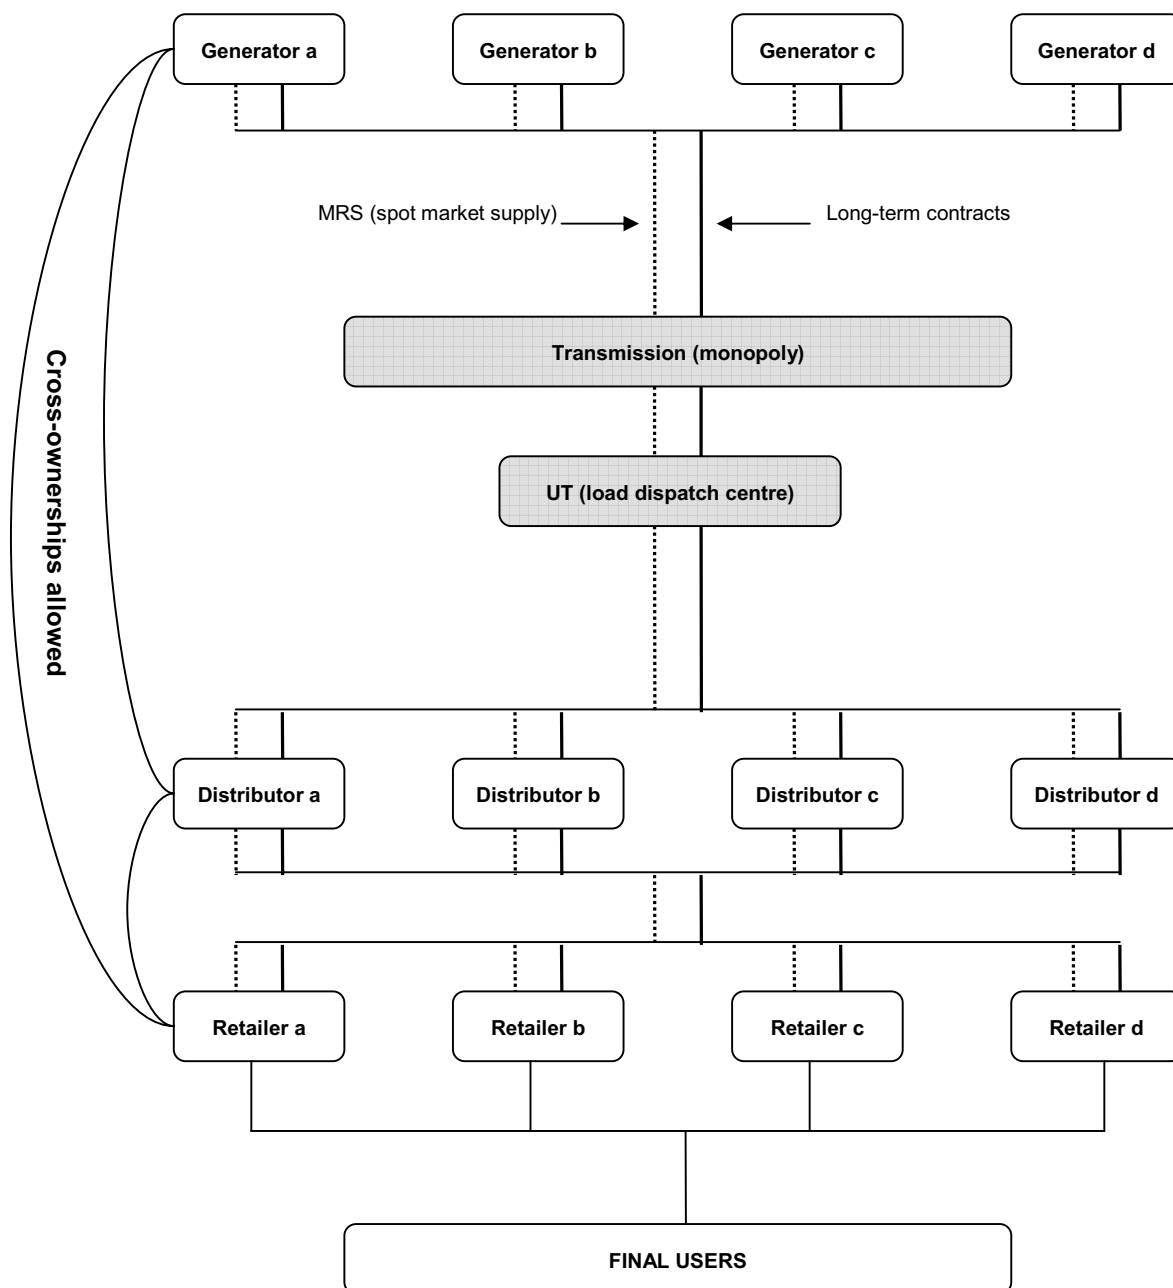 Generator a
Generator b
Generator c
Generator d
MRS (spot market supply)
Long-term contracts
Transmission (monopoly)
Cross-ownerships allowed
UT (load dispatch centre)
Distributor a
Distributor b
Distributor c
Distributor d
Retailer a
Retailer b
Retailer c
Retailer d
FINAL USERS